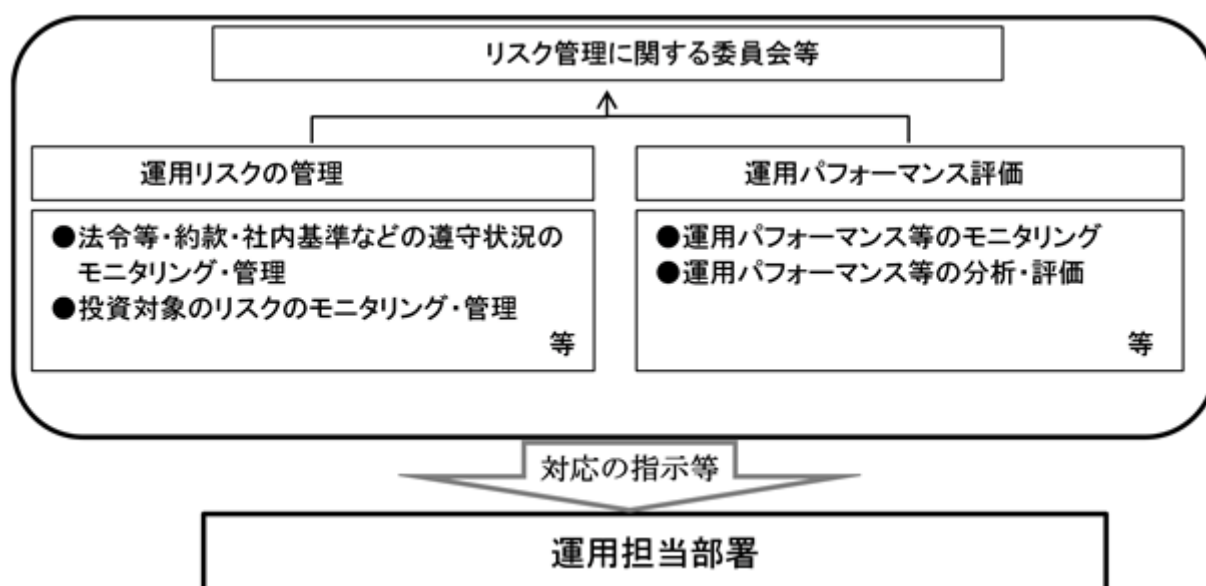 リスク管理に関する委員会等
運用リスクの管理
●法令等・約款・社内基準などの遵守状況の
モニタリング・管理
●投資対象のリスクのモニタリング・管理
等
運用パフォーマンス評価
●運用パフォーマンス等のモニタリング
●運用パフォーマンス等の分析・評価
等
対応の指示等
運用担当部署